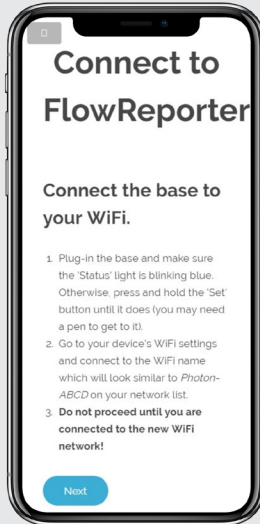 Connect to
FlowReporter
Connect the base to
your WiFi.
1. Plug-in the base and make sure
the 'Status' light is blinking blue.
Otherwise, press and hold the 'Set'
button until it does (you may need
a pen to get to it).
2. Go to your device's WiFi settings
and connect to the WiFi name
which will look similar to Photon-
ABCD on your network list.
3. Do not proceed until you are
connected to the new WiFi
network!
Next